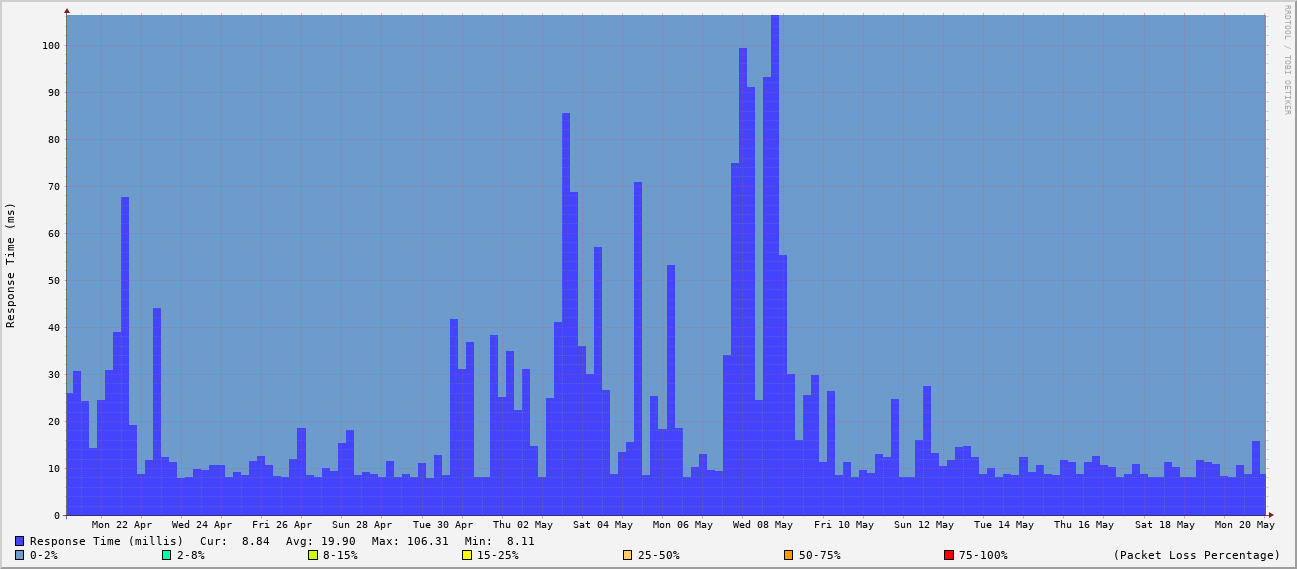 RRDTOOL / TOBI OETIKER
Response Time (ms)
100
90
80
70
60
50
40
30
20
10
0
Mon 22 Apr Wed 24 Apr Fri 26 Apr Sun 28 Apr Tue 30 Apr Thu 02 May Sat 04 May Mon 06 May Wed 08 May Fri 10 May Sun 12 May Tue 14 May Thu 16 May Sat 18 May Mon 20 May
Response Time (millis) Cur: 8.84 Avg: 19.90 Max: 106.31 Min: 8.11
0-2% 2-8% 8-15% 15-25% 25-50% 50-75% 75-100% (Packet Loss Percentage)